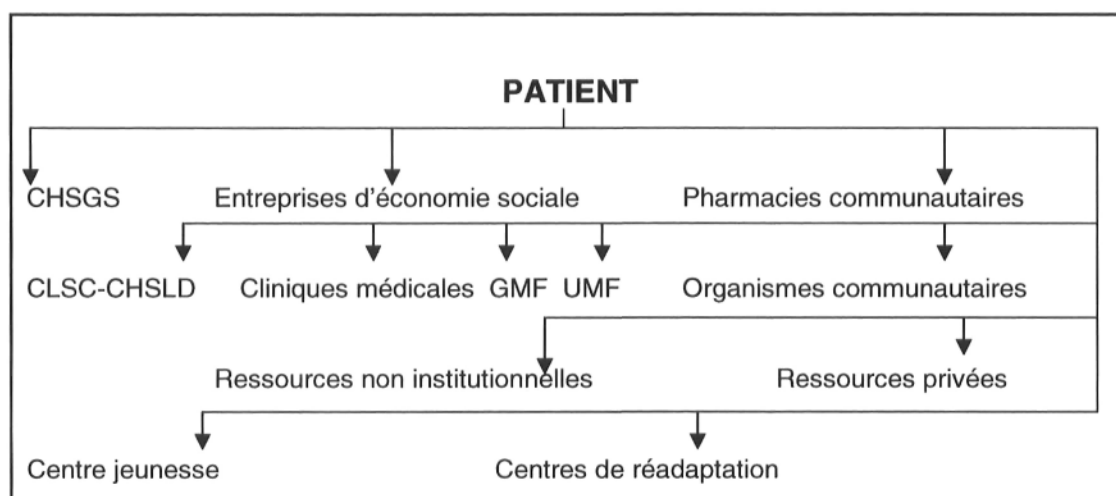 PATIENT
CHSGS Entreprises d'économie sociale Pharmacies communautaires
CLSC-CHSLD Cliniques médicales GMF UMF Organismes communautaires
Ressources non institutionnelles Ressources privées
Centre jeunesse Centres de réadaptation